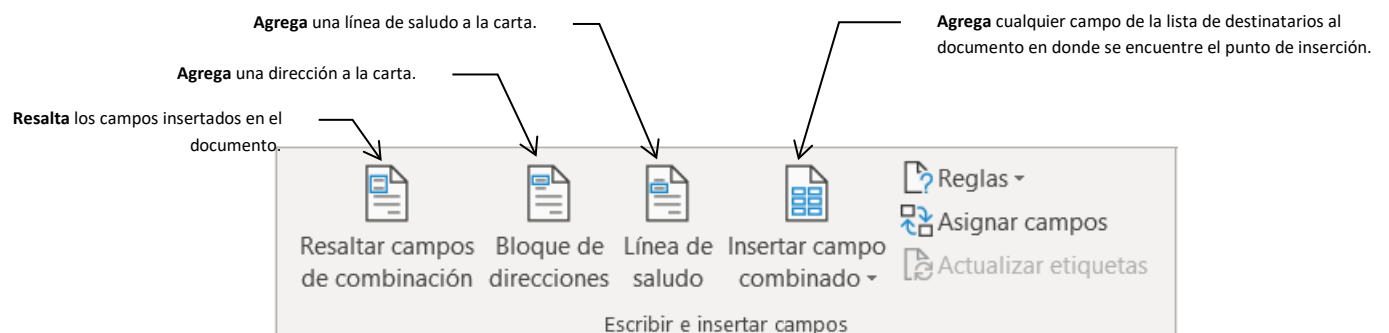 Agrega una línea de saludo a la carta.
Agrega cualquier campo de la lista de destinatarios al
documento en donde se encuentre el punto de inserción.
Agrega una dirección a la carta.
Resalta los campos insertados en el
documento.
Resaltar campos
de combinación
Bloque de
direcciones
Línea de
saludo
Insertar campo
combinado
Reglas
Asignar campos
Actualizar etiquetas
Escribir e insertar campos